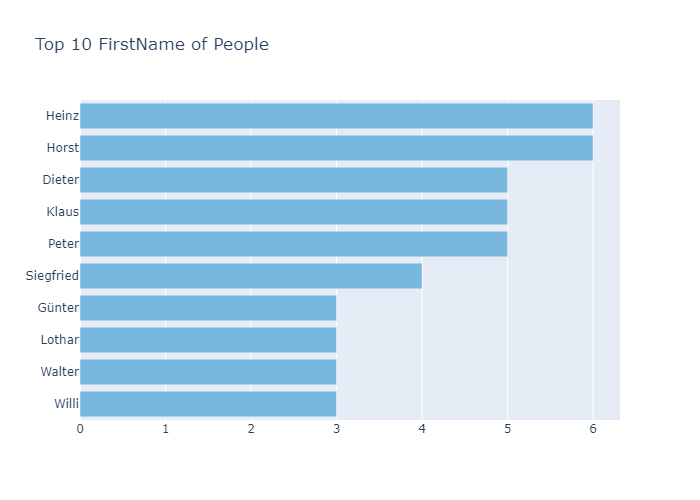 Top 10 FirstName of People
Heinz
Horst
Dieter
Klaus
Peter
Siegfried
Günter
Lothar
Walter
Willi
0 1 2 3 4 5 6